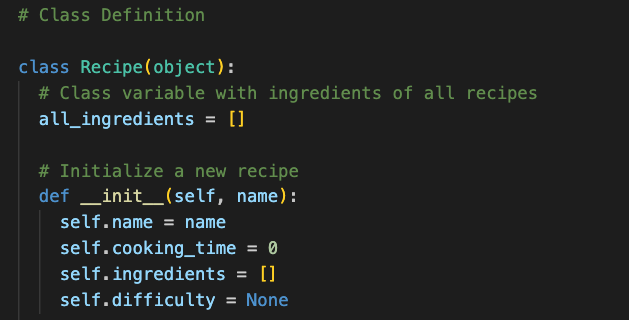 # Class Definition
class Recipe(object):
# Class variable with ingredients of all recipes
all_ingredients = []
# Initialize a new recipe
def __init__(self, name):
self.name = name
self.cooking_time = 0
self.ingredients = []
self.difficulty = None